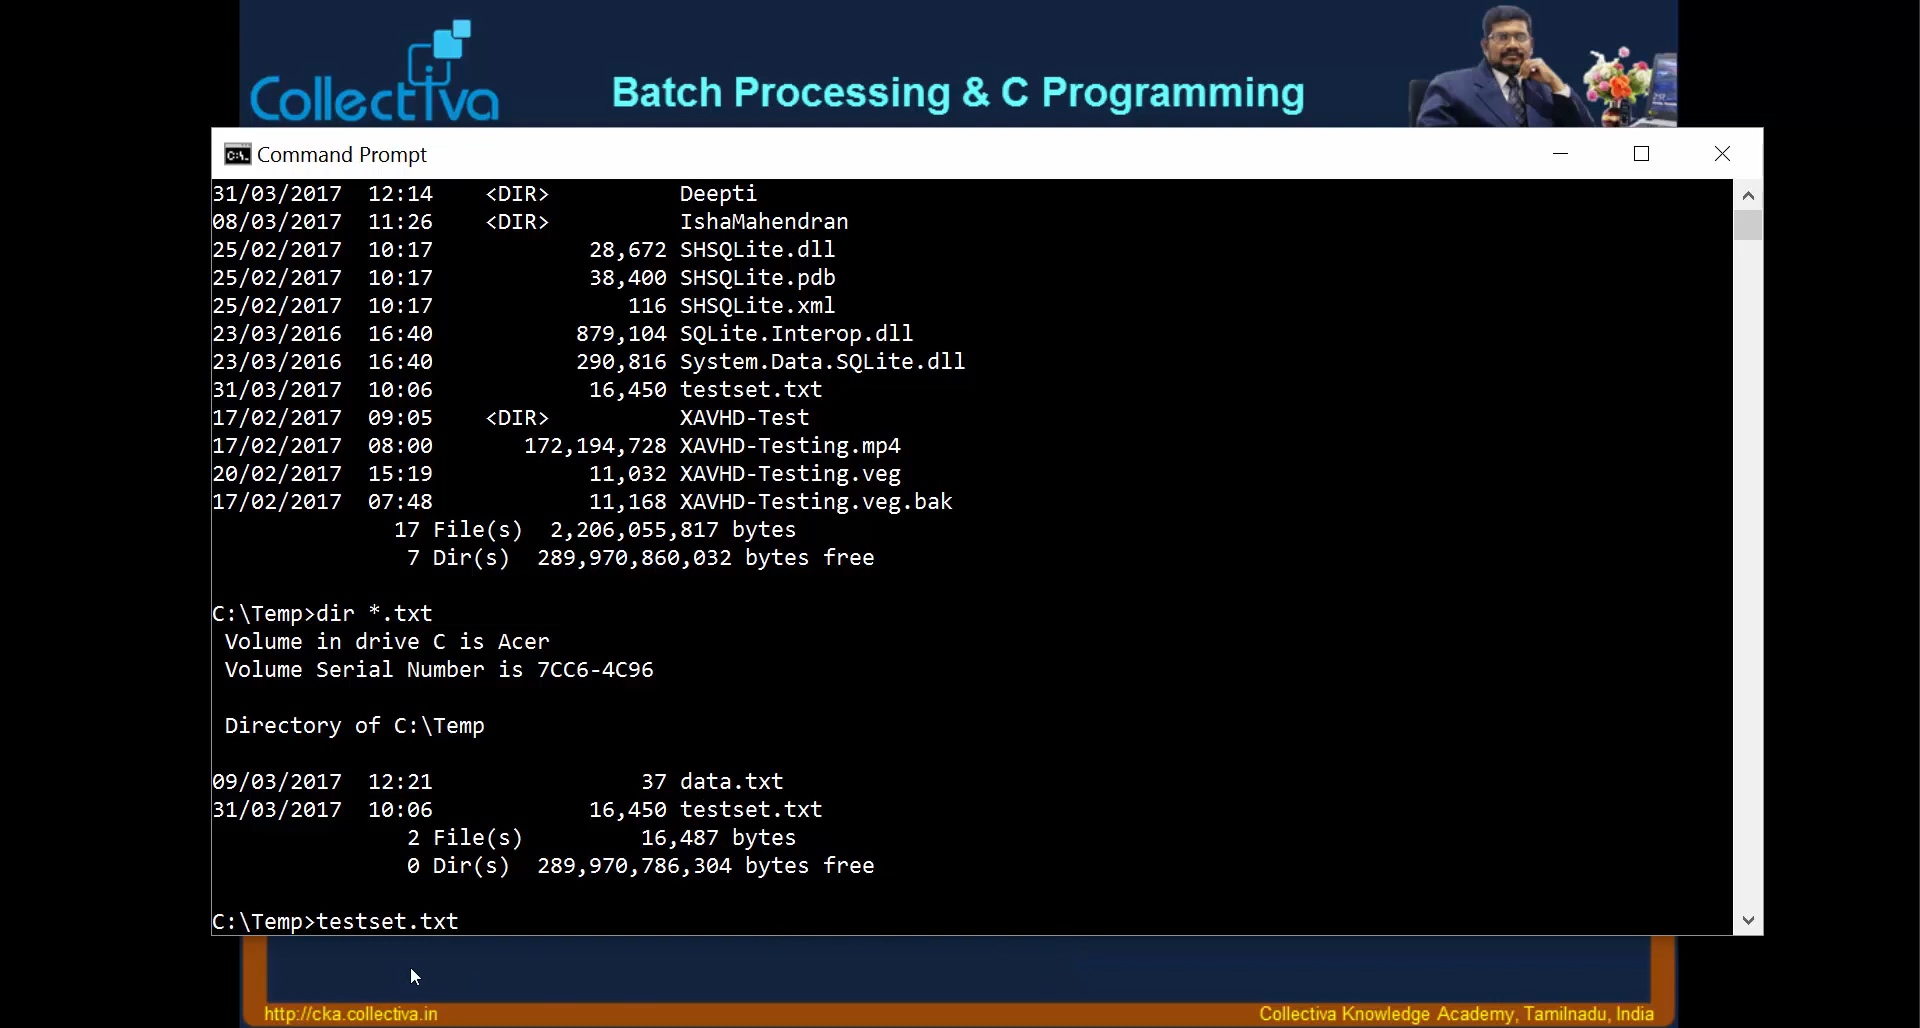 Collectiva
Batch Processing & C Programming
Command Prompt
31/03/2017  12:14    <DIR>          Deepti
08/03/2017  11:26    <DIR>          IshaMahendran
25/02/2017  10:17            28,672 SHSQLite.dll
25/02/2017  10:17            38,400 SHSQLite.pdb
25/02/2017  10:17               116 SHSQLite.xml
23/03/2016  16:40           879,104 SQLite.Interop.dll
23/03/2016  16:40           290,816 System.Data.SQLite.dll
31/03/2017  10:06            16,450 testset.txt
17/02/2017  09:05    <DIR>          XAVHD-Test
17/02/2017  08:00       172,194,728 XAVHD-Testing.mp4
20/02/2017  15:19            11,032 XAVHD-Testing.veg
17/02/2017  07:48            11,168 XAVHD-Testing.veg.bak
17 File(s)  2,206,055,817 bytes
7 Dir(s)  289,970,860,032 bytes free
C:\Temp>dir *.txt
Volume in drive C is Acer
Volume Serial Number is 7CC6-4C96
Directory of C:\Temp
09/03/2017  12:21                37 data.txt
31/03/2017  10:06            16,450 testset.txt
2 File(s)         16,487 bytes
0 Dir(s)  289,970,786,304 bytes free
C:\Temp>testset.txt
http://cka.collectiva.in
Collectiva Knowledge Academy, Tamilnadu, India